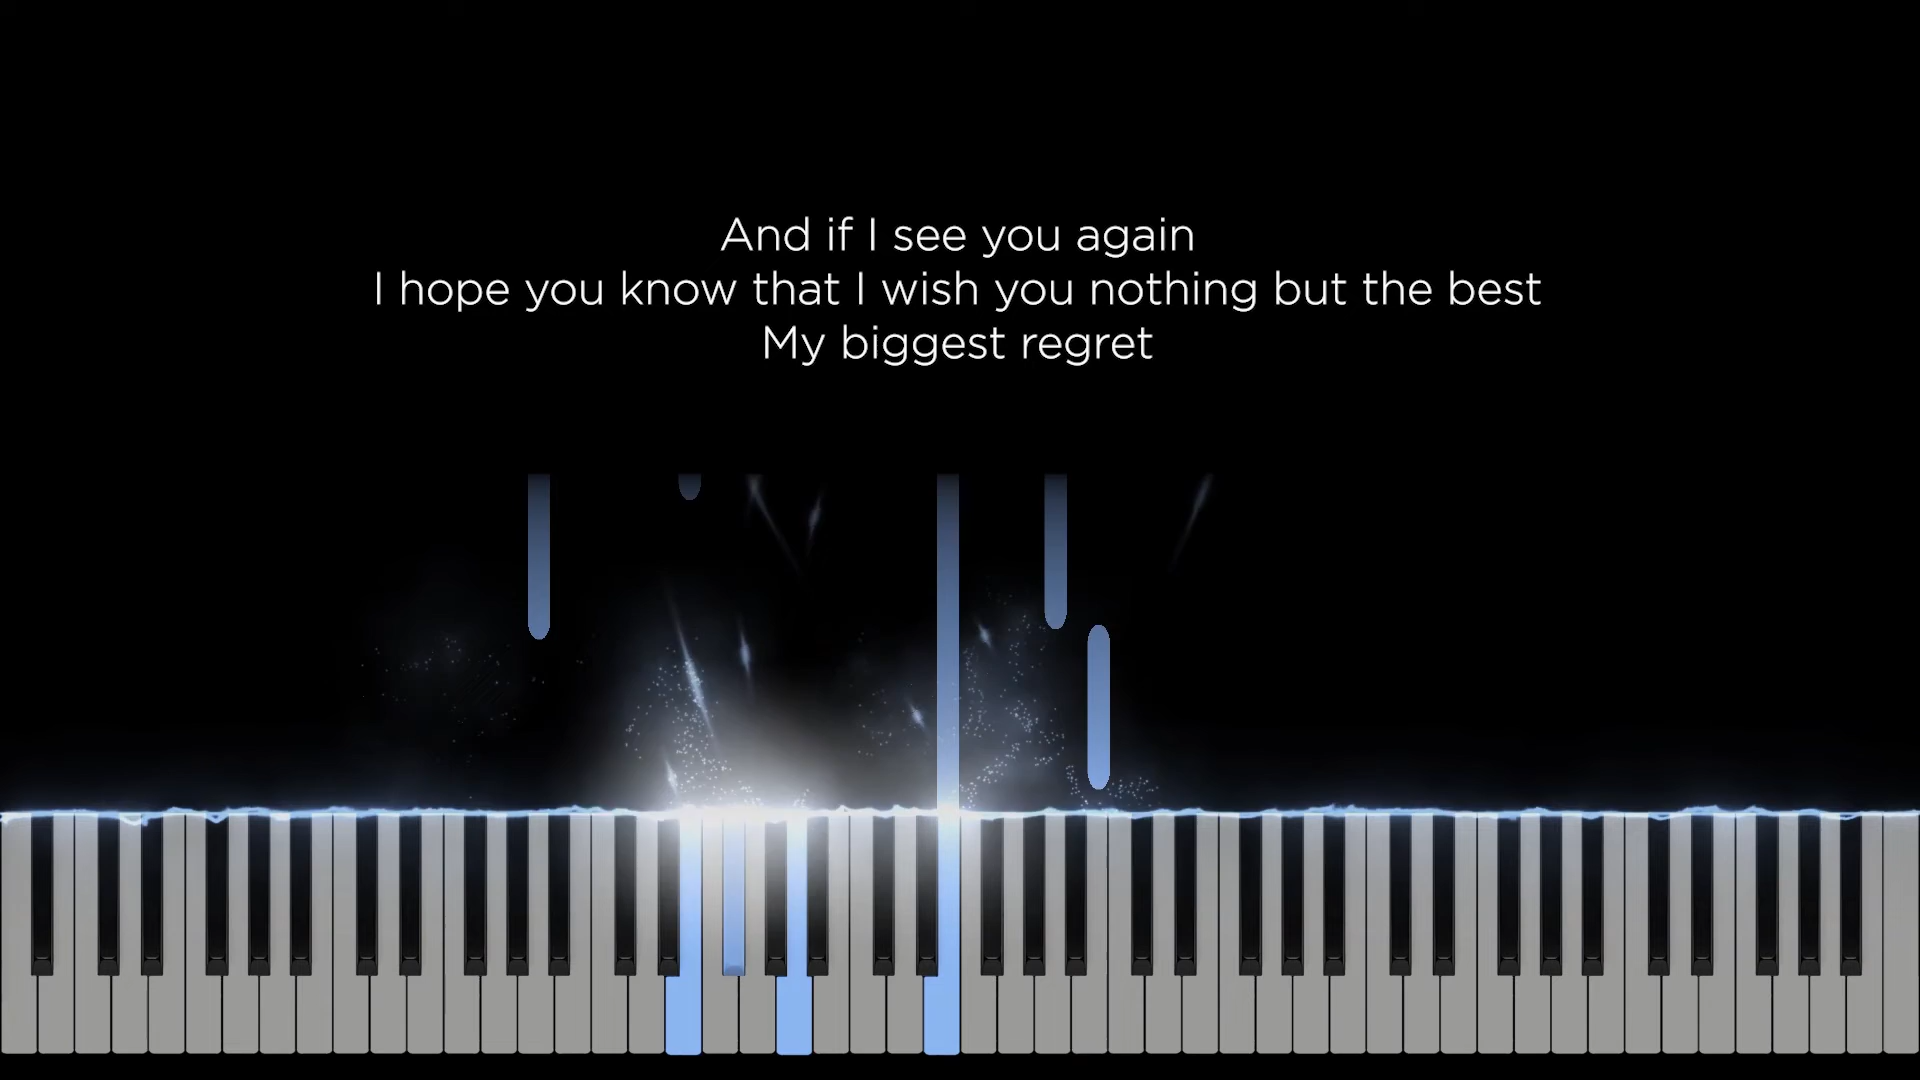 And if I see you again
I hope you know that I wish you nothing but the best
My biggest regret